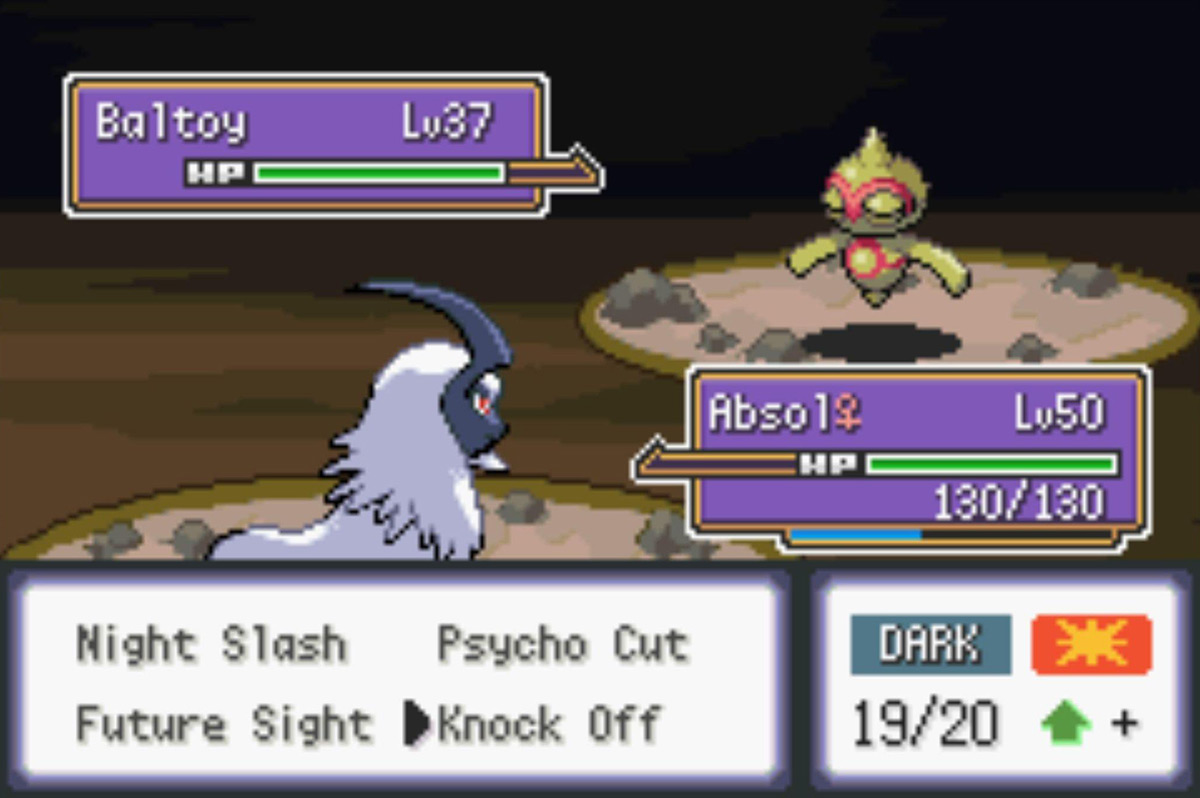 Baltoy Lv37
HP
Absol♀ Lv50
HP
130/130
Night Slash Psycho Cut
Future Sight Knock Off
DARK
19/20 +